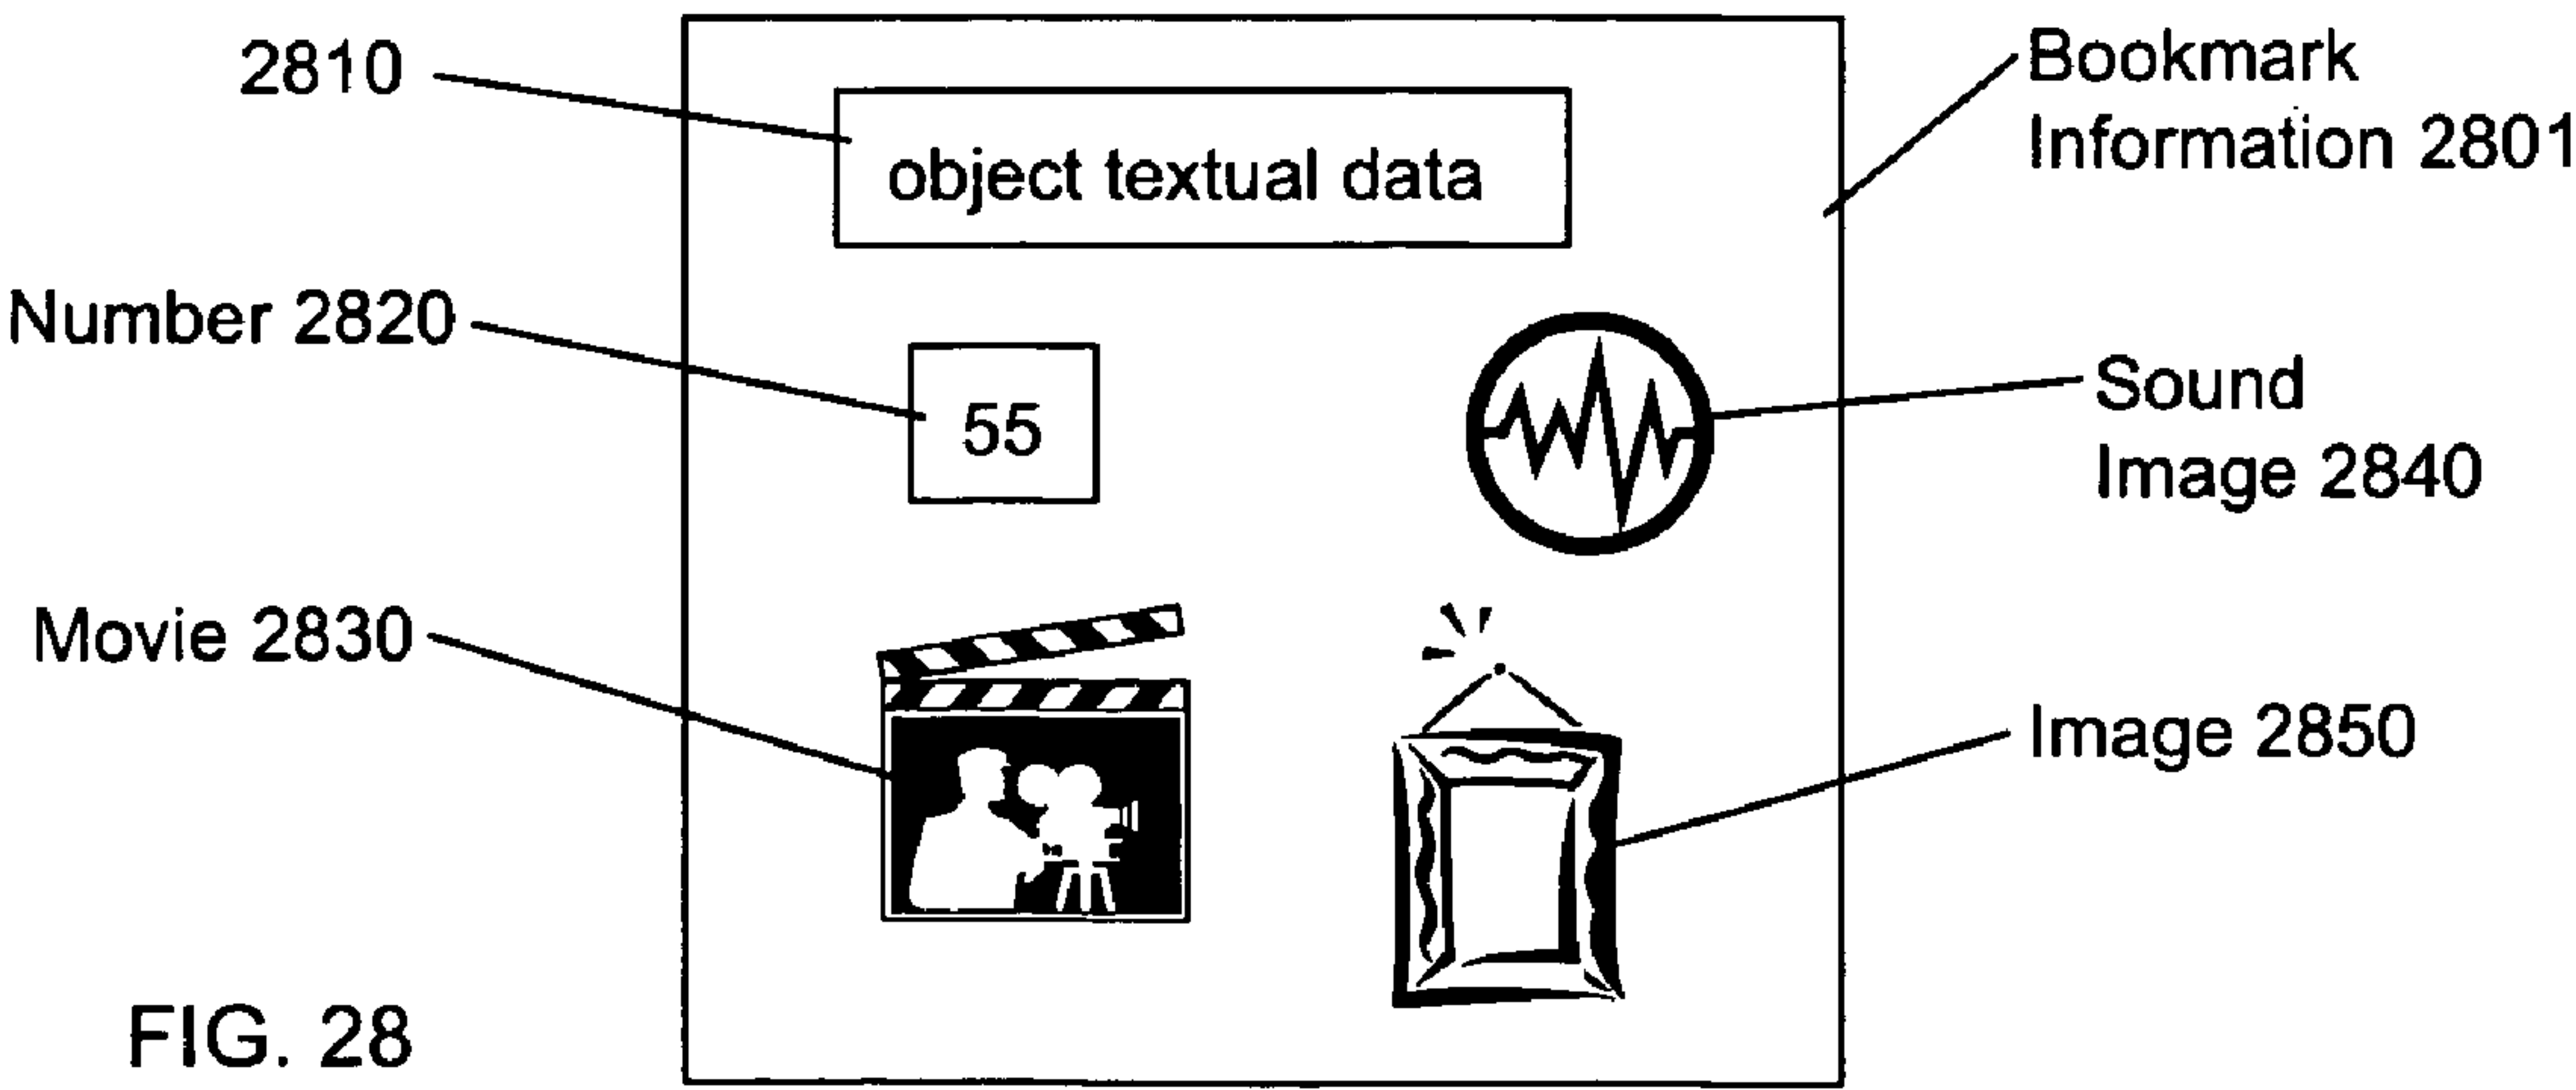 2810
Bookmark
Information 2801
object textual data
Number 2820
55
Sound
Image 2840
Movie 2830
Image 2850
FIG. 28